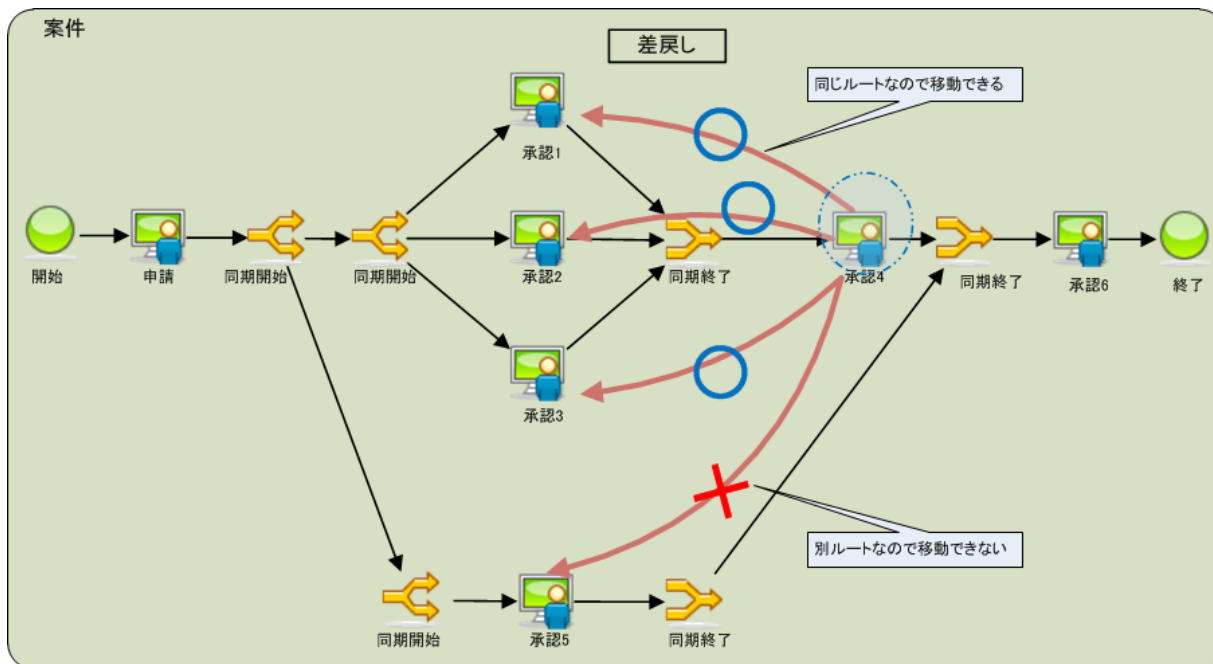 案件
差戻し
同じルートなので移動できる
承認1
開始
申請
同期開始
同期開始
承認2
同期終了
承認4
同期終了
承認6
終了
承認3
別ルートなので移動できない
同期開始
承認5
同期終了